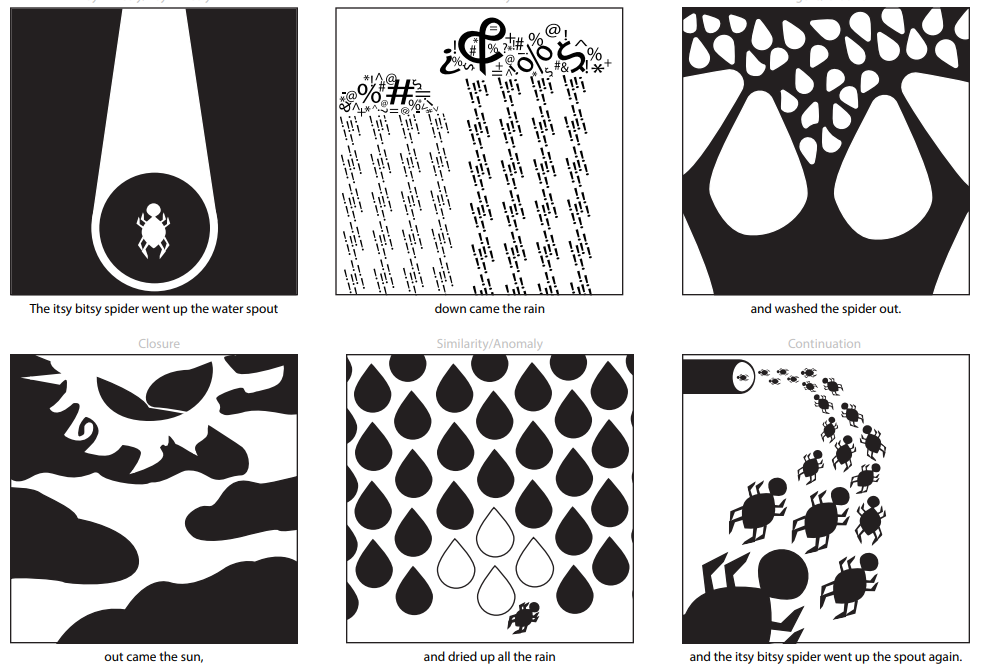 The itsy bitsy spider went up the water spout
down came the rain
and washed the spider out.
Closure
Similarity/Anomaly
Continuation
out came the sun,
and dried up all the rain
and the itsy bitsy spider went up the spout again.